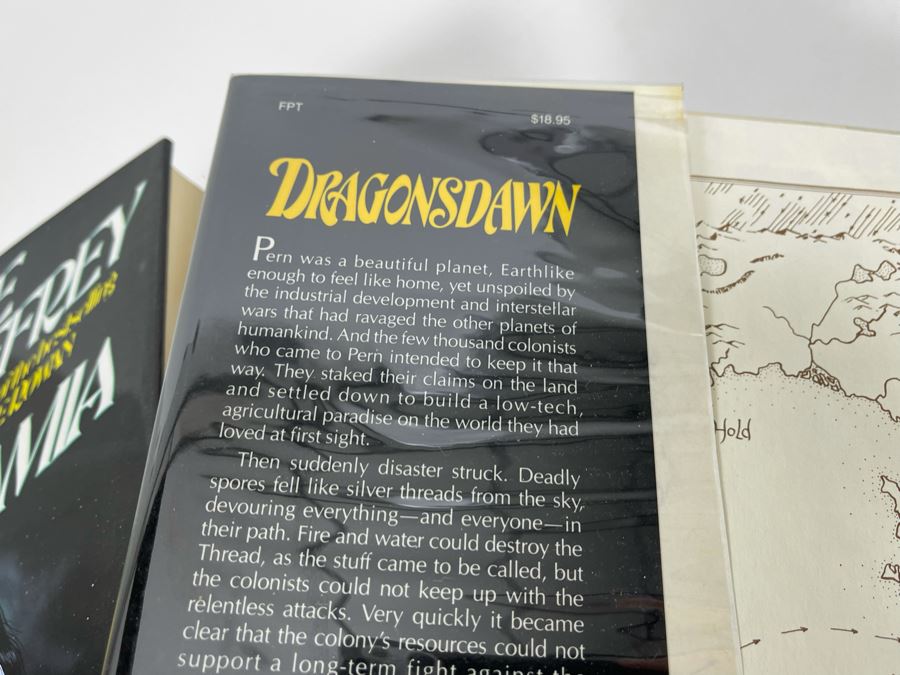 FPT
$18.95
DRAGONSDAWN
Pern was a beautiful planet, Earthlike
enough to feel like home, yet unspoiled by
the industrial development and interstellar
wars that had ravaged the other planets of
humankind. And the few thousand colonists
who came to Pern intended to keep it that
way. They staked their claims on the land
and settled down to build a low-tech,
agricultural paradise on the world they had
loved at first sight.
Then suddenly disaster struck. Deadly
spores fell like silver threads from the sky,
devouring everything—and everyone—in
their path. Fire and water could destroy the
Thread, as the stuff came to be called, but
the colonists could not keep up with the
relentless attacks. Very quickly it became
clear that the colony's resources could not
support a long-term fight against the
Hold